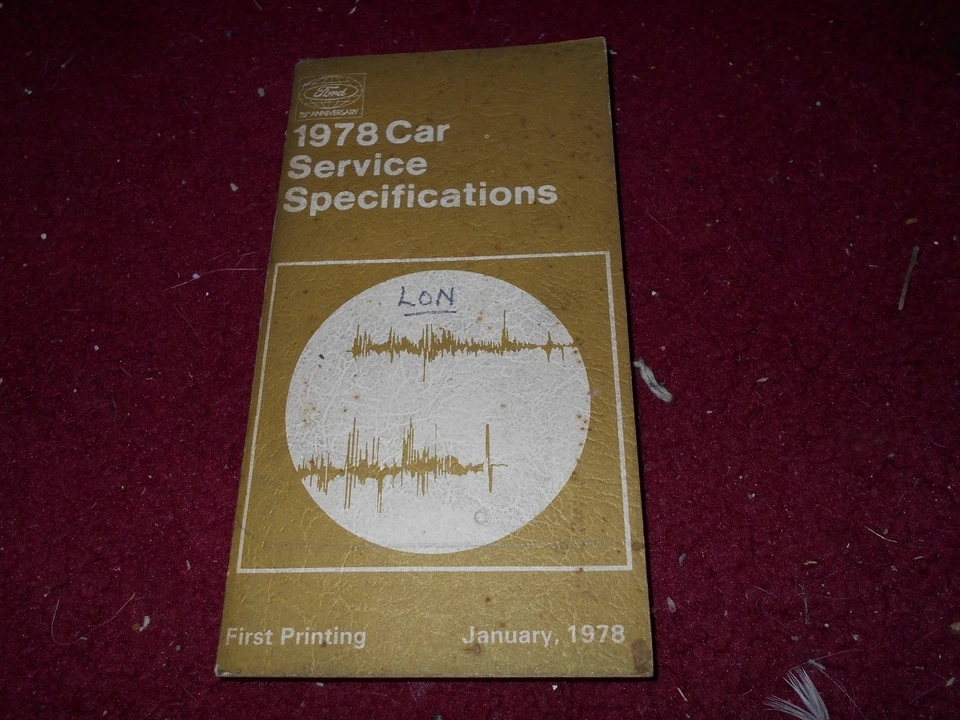 Ford
75th ANNIVERSARY
1978 Car
Service
Specifications
LON
First Printing January, 1978